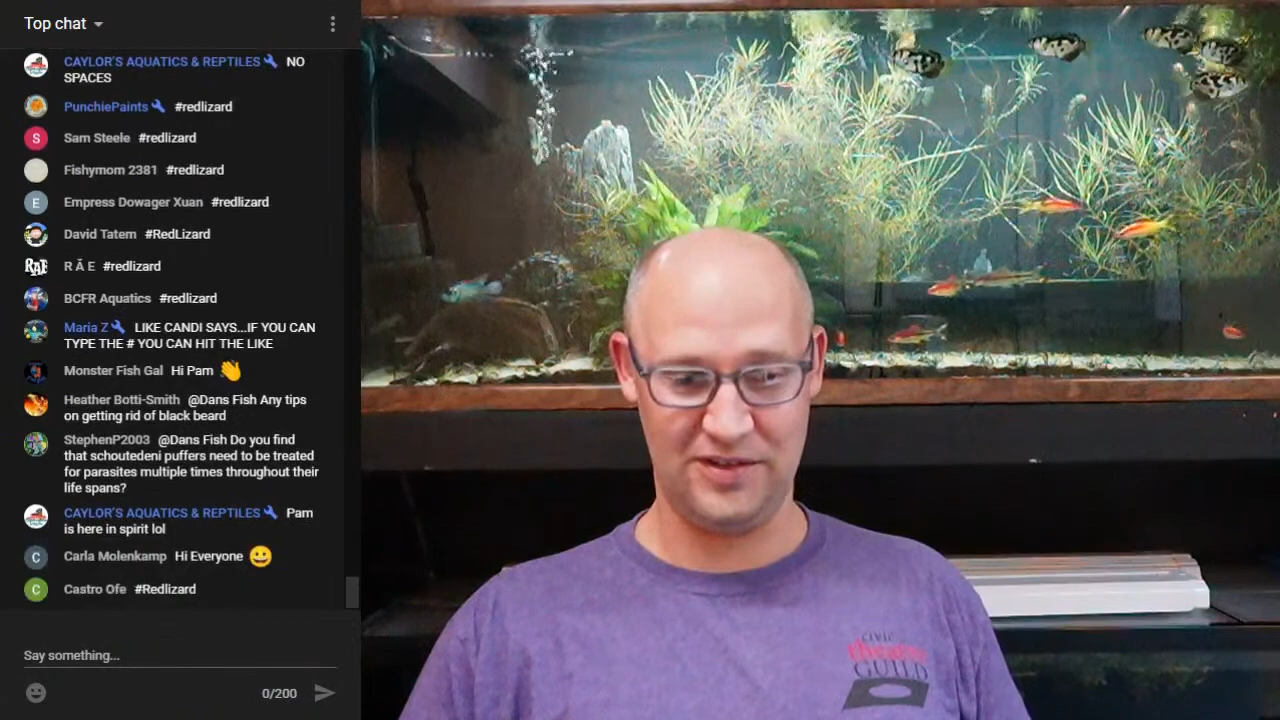 Top chat
CAYLOR'S AQUATICS & REPTILES NO
SPACES
PunchiePaints #redlizard
Sam Steele #redlizard
Fishymom 2381 #redlizard
Empress Dowager Xuan #redlizard
David Tatem #RedLizard
R Ā E #redlizard
BCFR Aquatics #redlizard
Maria Z LIKE CANDI SAYS...IF YOU CAN
TYPE THE # YOU CAN HIT THE LIKE
Monster Fish Gal Hi Pam 👋
Heather Botti-Smith @Dans Fish Any tips
on getting rid of black beard
StephenP2003 @Dans Fish Do you find
that schoutedeni puffers need to be treated
for parasites multiple times throughout their
life spans?
CAYLOR'S AQUATICS & REPTILES Pam
is here in spirit lol
Carla Molenkamp Hi Everyone 😀
Castro Ofe #Redlizard
Say something...
0/200
S
E
RAE
C
C
CIVIC
theatre
GUILD